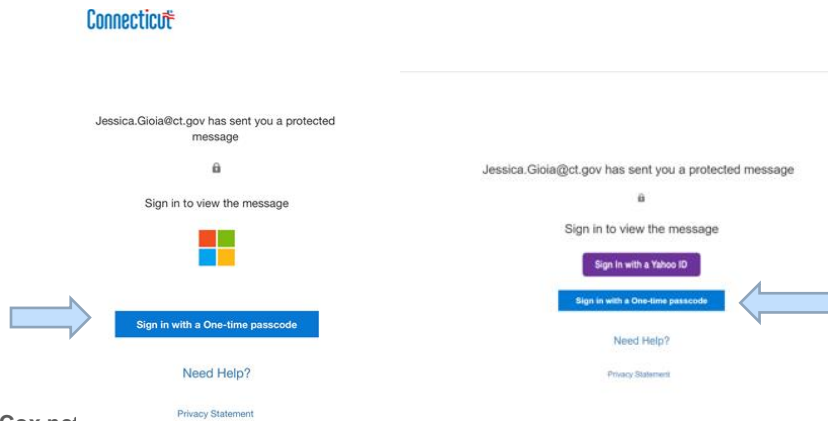 Connecticut
Jessica.Gioia@ct.gov has sent you a protected
message
Sign in to view the message
Sign in with a One-time passcode
Need Help?
Privacy Statement
Jessica.Gioia@ct.gov has sent you a protected message
Sign in to view the message
Sign In with a Yahoo ID
Sign in with a One-time passcode
Need Help?
Privacy Statement